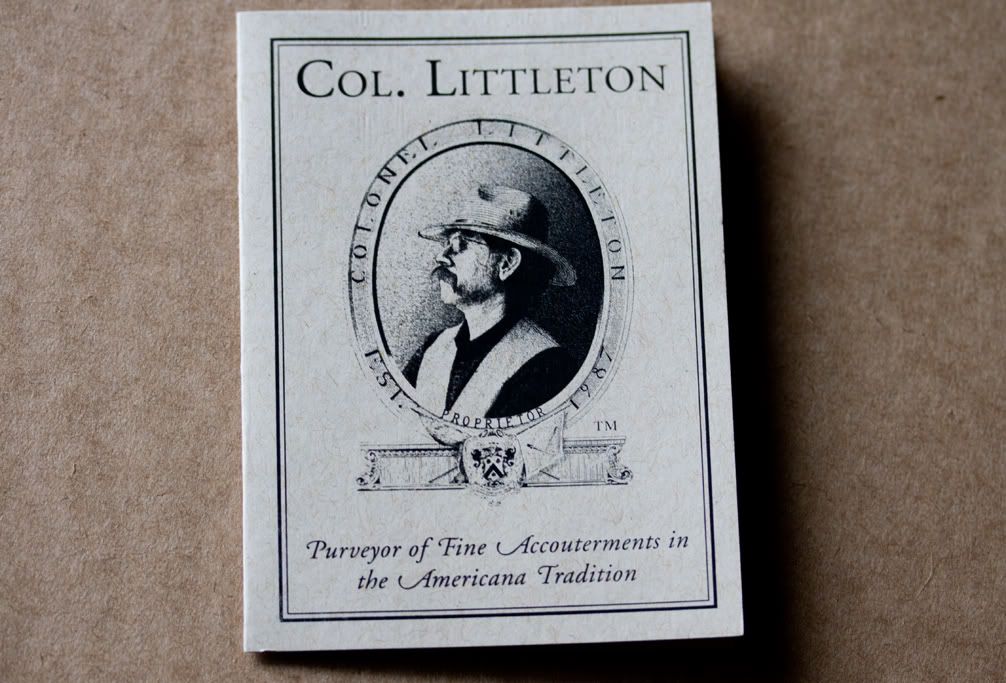 COL. LITTLETON
COLONEL LITTLETON
EST. 1987
PROPRIETOR
TM
Purveyor of Fine Accouterments in
the Americana Tradition